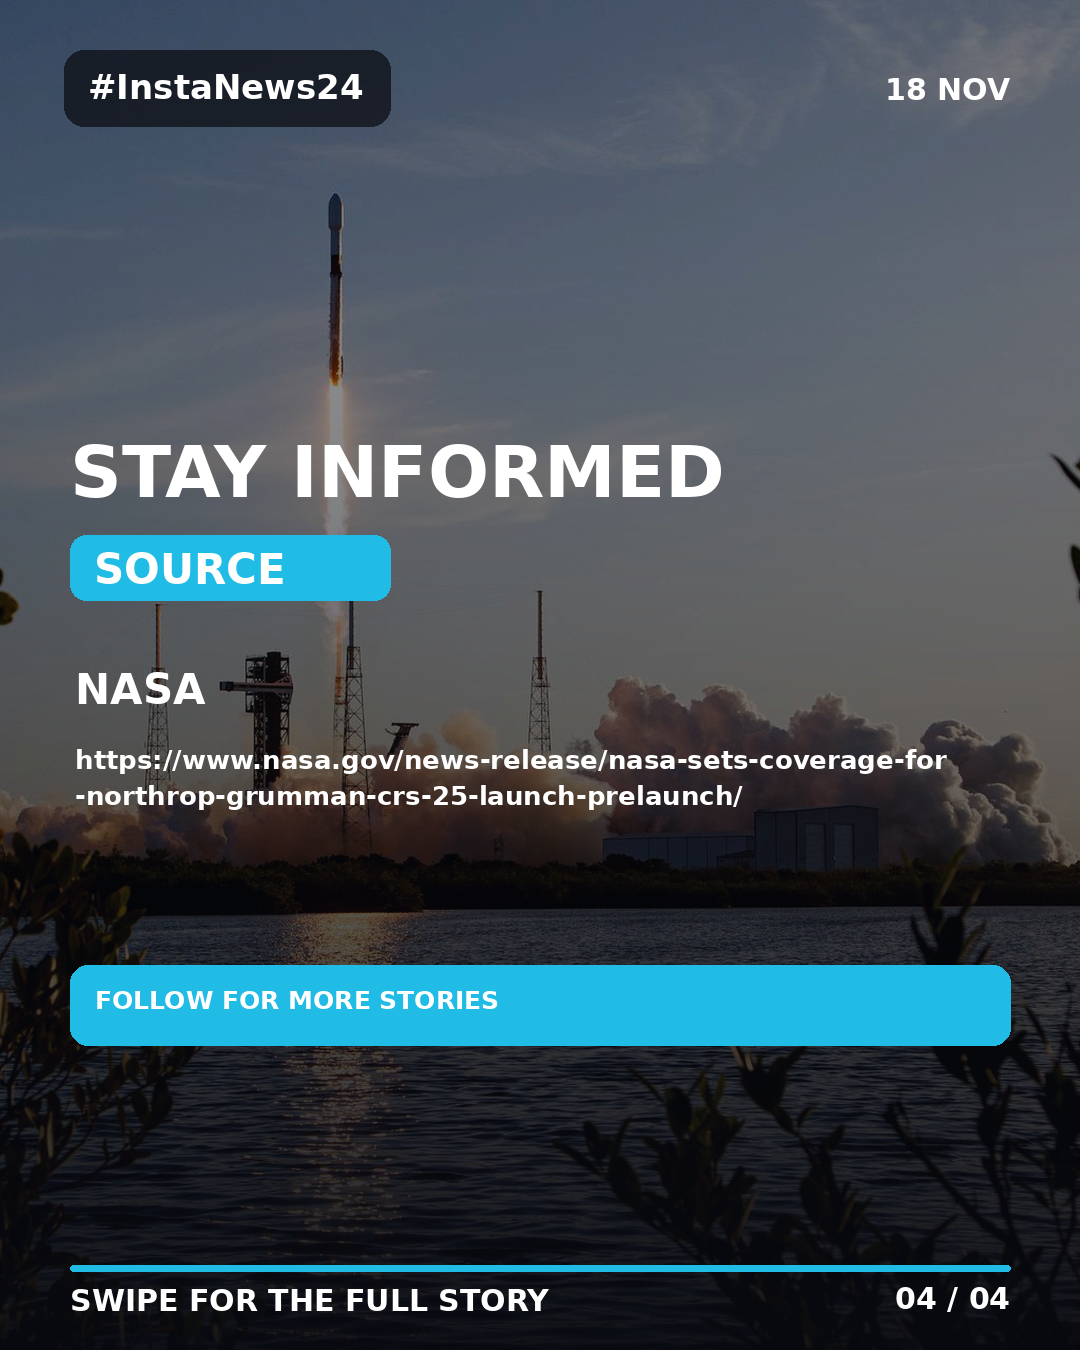 #InstaNews24
18 NOV
STAY INFORMED
SOURCE
NASA
https://www.nasa.gov/news-release/nasa-sets-coverage-for
-northrop-grumman-crs-25-launch-prelaunch/
FOLLOW FOR MORE STORIES
SWIPE FOR THE FULL STORY
04 / 04